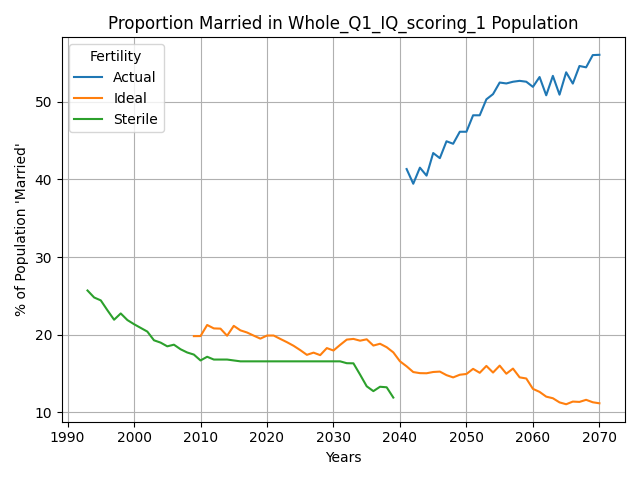 Proportion Married in Whole_Q1_IQ_scoring_1 Population
Fertility
Actual
Ideal
Sterile
% of Population 'Married'
50
40
30
20
10
1990 2000 2010 2020 2030 2040 2050 2060 2070
Years